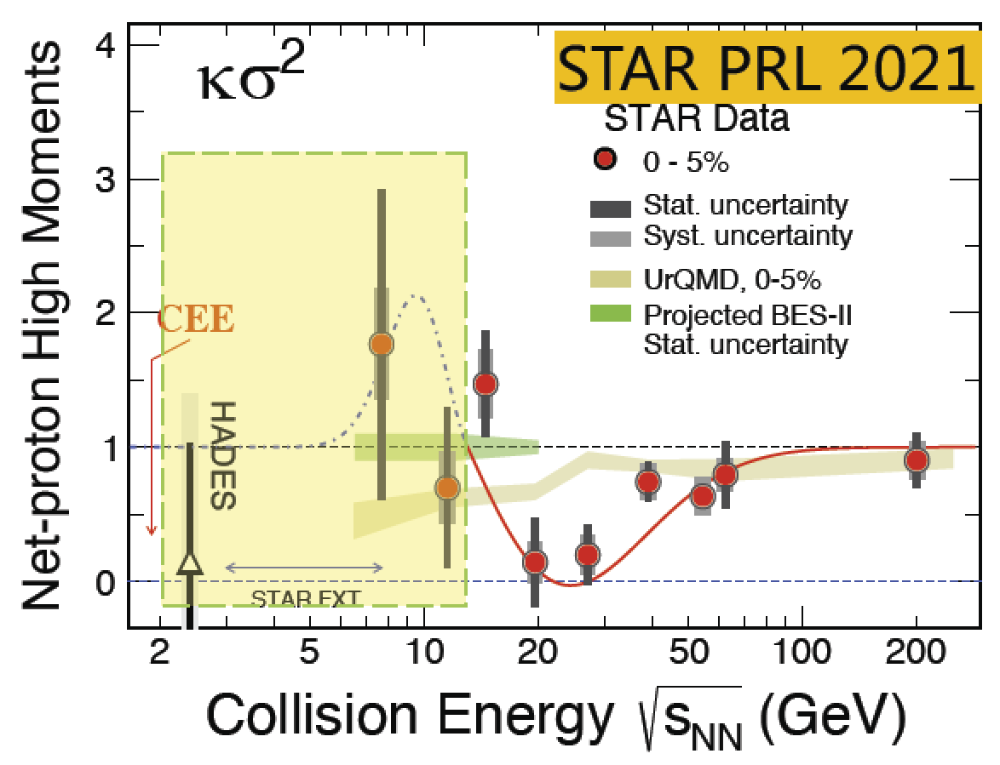 4
κσ²
STAR PRL 2021
STAR Data
0 - 5%
3
Stat. uncertainty
Syst. uncertainty
UrQMD, 0-5%
Projected BES-II
Stat. uncertainty
2
CEE
HADES
1
STAR EXT
0
2 5 10 20 50 100 200
Net-proton High Moments
Collision Energy √sNN (GeV)